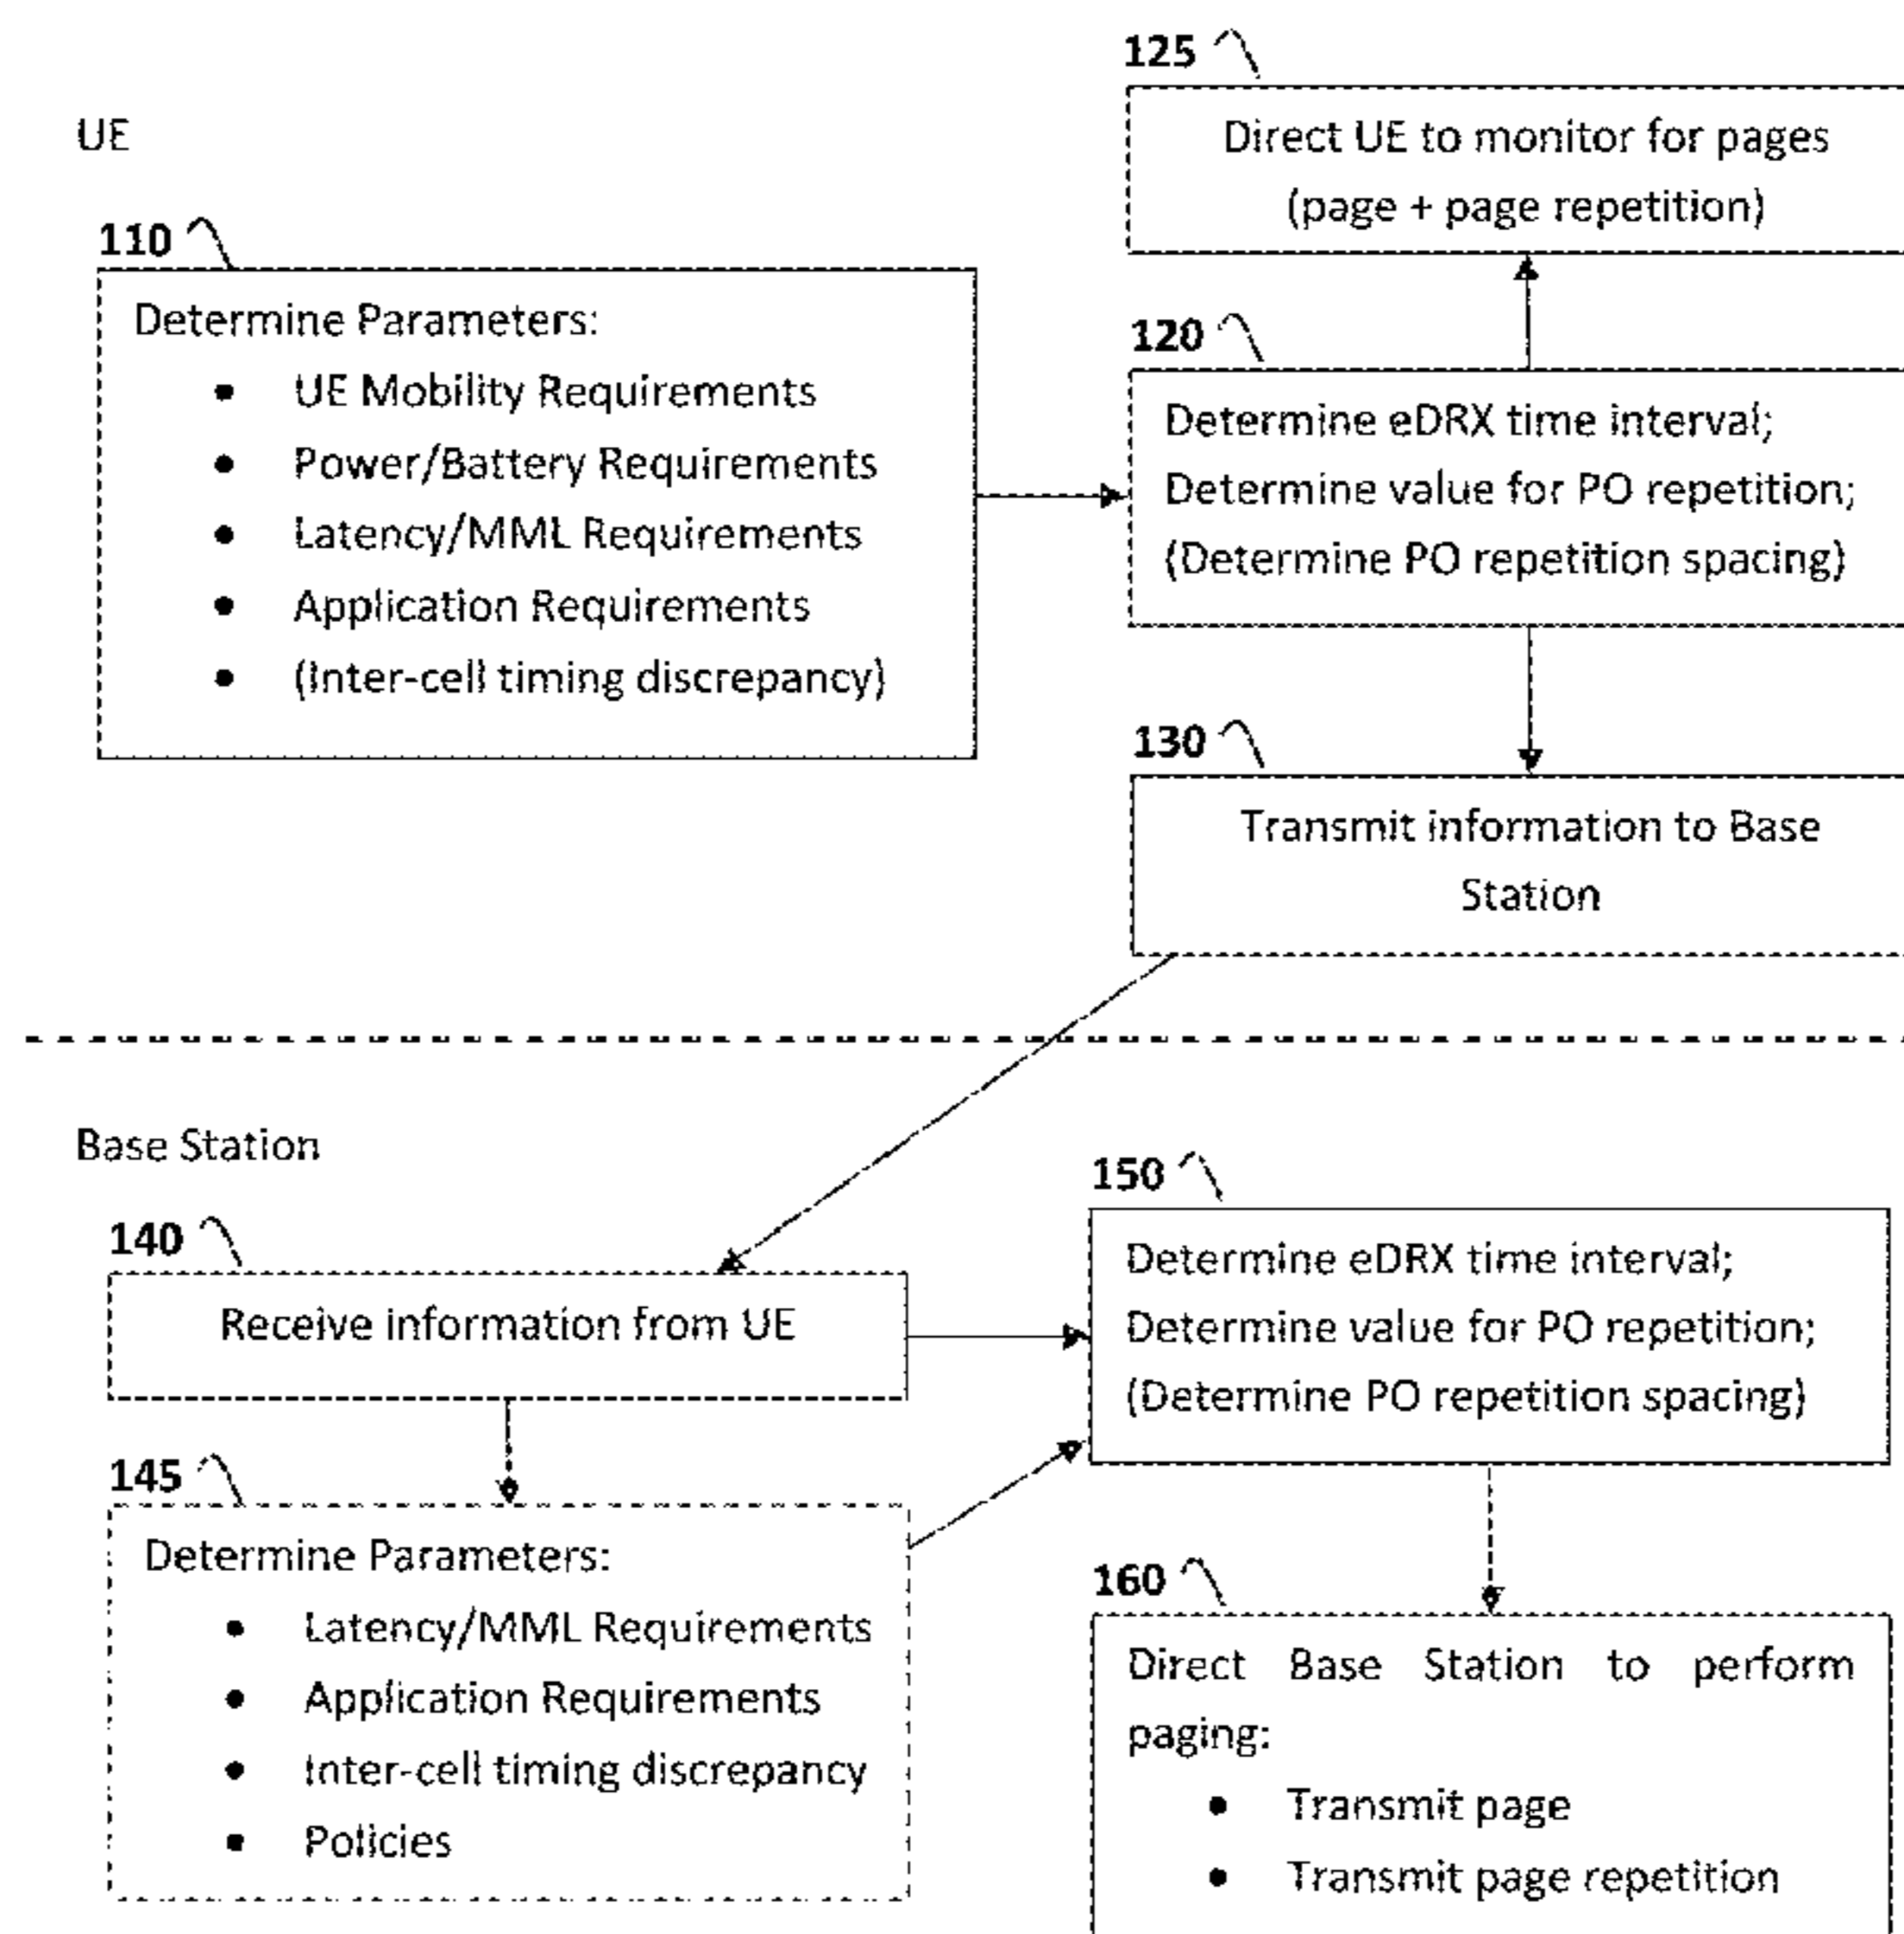 UE
125
Direct UE to monitor for pages
(page + page repetition)
110
Determine Parameters:
• UE Mobility Requirements
• Power/Battery Requirements
• Latency/MML Requirements
• Application Requirements
• (Inter-cell timing discrepancy)
120
Determine eDRX time interval;
Determine value for PO repetition;
(Determine PO repetition spacing)
130
Transmit information to Base
Station
Base Station
140
Receive information from UE
145
Determine Parameters:
• Latency/MML Requirements
• Application Requirements
• Inter-cell timing discrepancy
• Policies
150
Determine eDRX time interval;
Determine value for PO repetition;
(Determine PO repetition spacing)
160
Direct Base Station to perform
paging:
• Transmit page
• Transmit page repetition